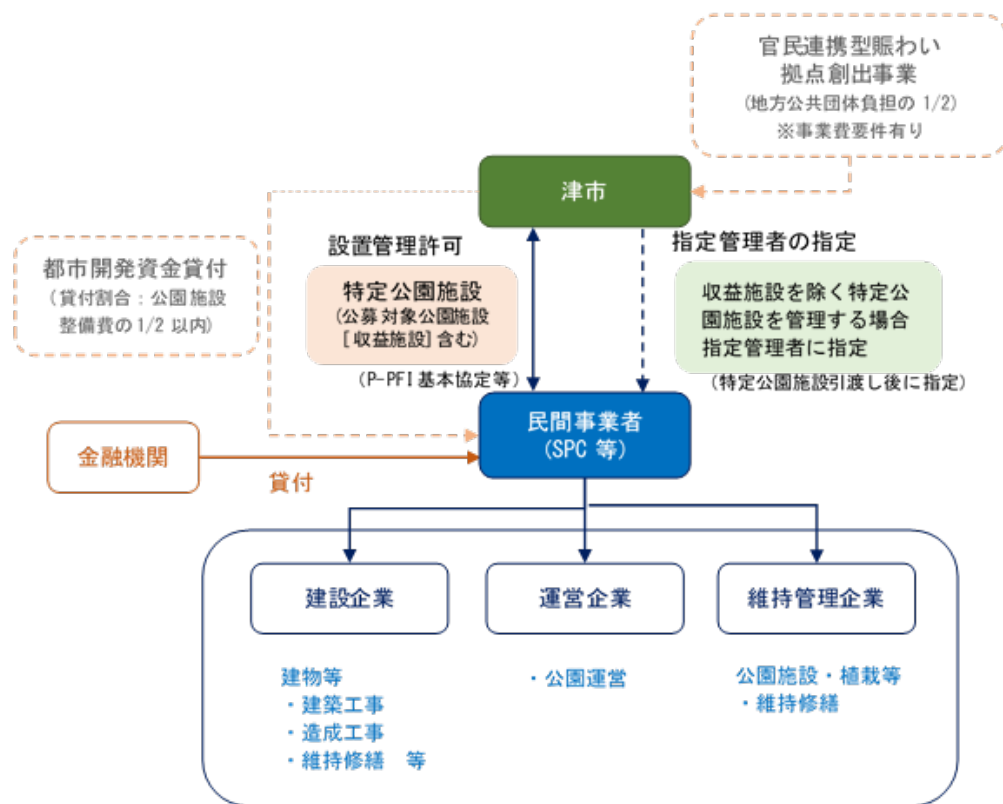 官民連携型賑わい
拠点創出事業
(地方公共団体負担の 1/2)
※事業費要件有り
津市
設置管理許可
指定管理者の指定
都市開発資金貸付
(貸付割合：公園施設
整備費の1/2 以内)
特定公園施設
(公募対象公園施設
[収益施設]含む)
(P-PFI 基本協定等)
収益施設を除く特定公
園施設を管理する場合
指定管理者に指定
(特定公園施設引渡し後に指定)
民間事業者
(SPC 等)
金融機関
貸付
建設企業
運営企業
維持管理企業
建物等
・建築工事
・造成工事
・維持修繕　等
・公園運営
公園施設・植栽等
・維持修繕